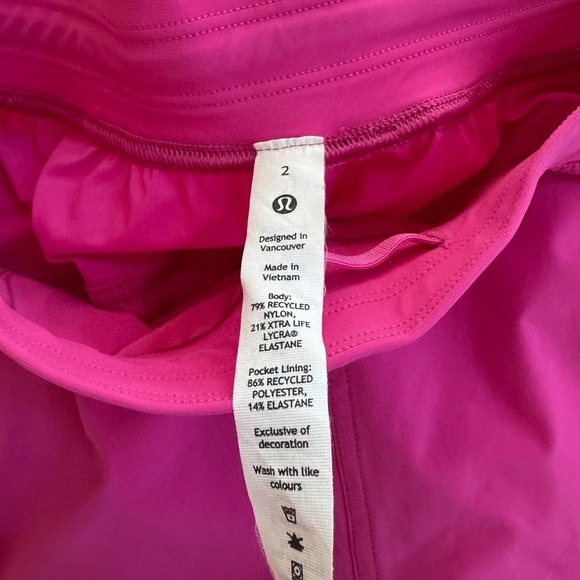 2
Designed in
Vancouver
Made in
Vietnam
Body:
79% RECYCLED
NYLON,
21% XTRA LIFE
LYCRA®
ELASTANE
Pocket Lining:
86% RECYCLED
POLYESTER,
14% ELASTANE
Exclusive of
decoration
Wash with like
colours